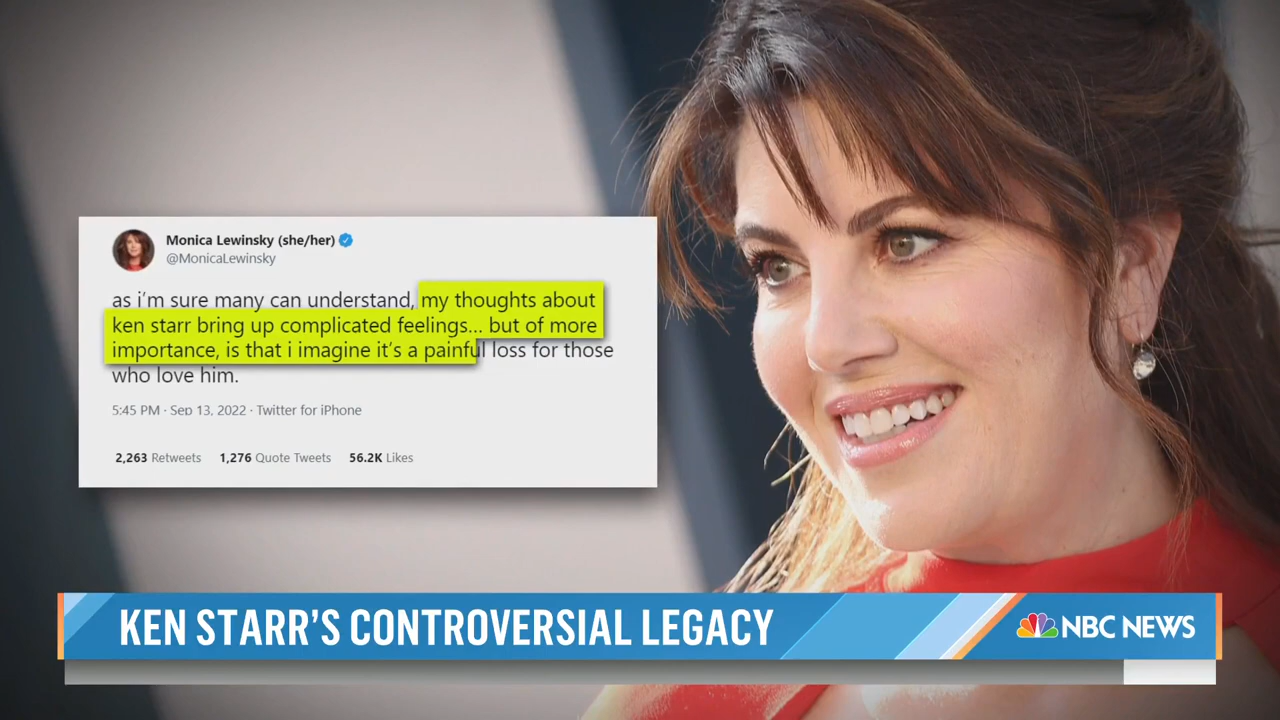 Monica Lewinsky (she/her)
@MonicaLewinsky
as i'm sure many can understand, my thoughts about
ken starr bring up complicated feelings... but of more
importance, is that i imagine it's a painful loss for those
who love him.
5:45 PM · Sep 13, 2022 · Twitter for iPhone
2,263 Retweets 1,276 Quote Tweets 56.2K Likes
KEN STARR'S CONTROVERSIAL LEGACY
NBC NEWS